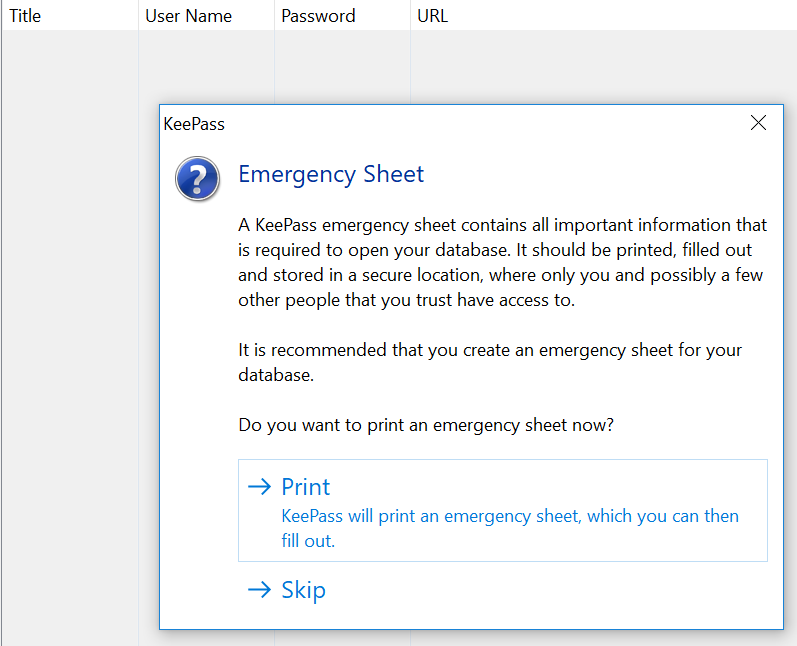 Title
User Name
Password
URL
KeePass
?
Emergency Sheet
A KeePass emergency sheet contains all important information that
is required to open your database. It should be printed, filled out
and stored in a secure location, where only you and possibly a few
other people that you trust have access to.
It is recommended that you create an emergency sheet for your
database.
Do you want to print an emergency sheet now?
Print
KeePass will print an emergency sheet, which you can then
fill out.
Skip